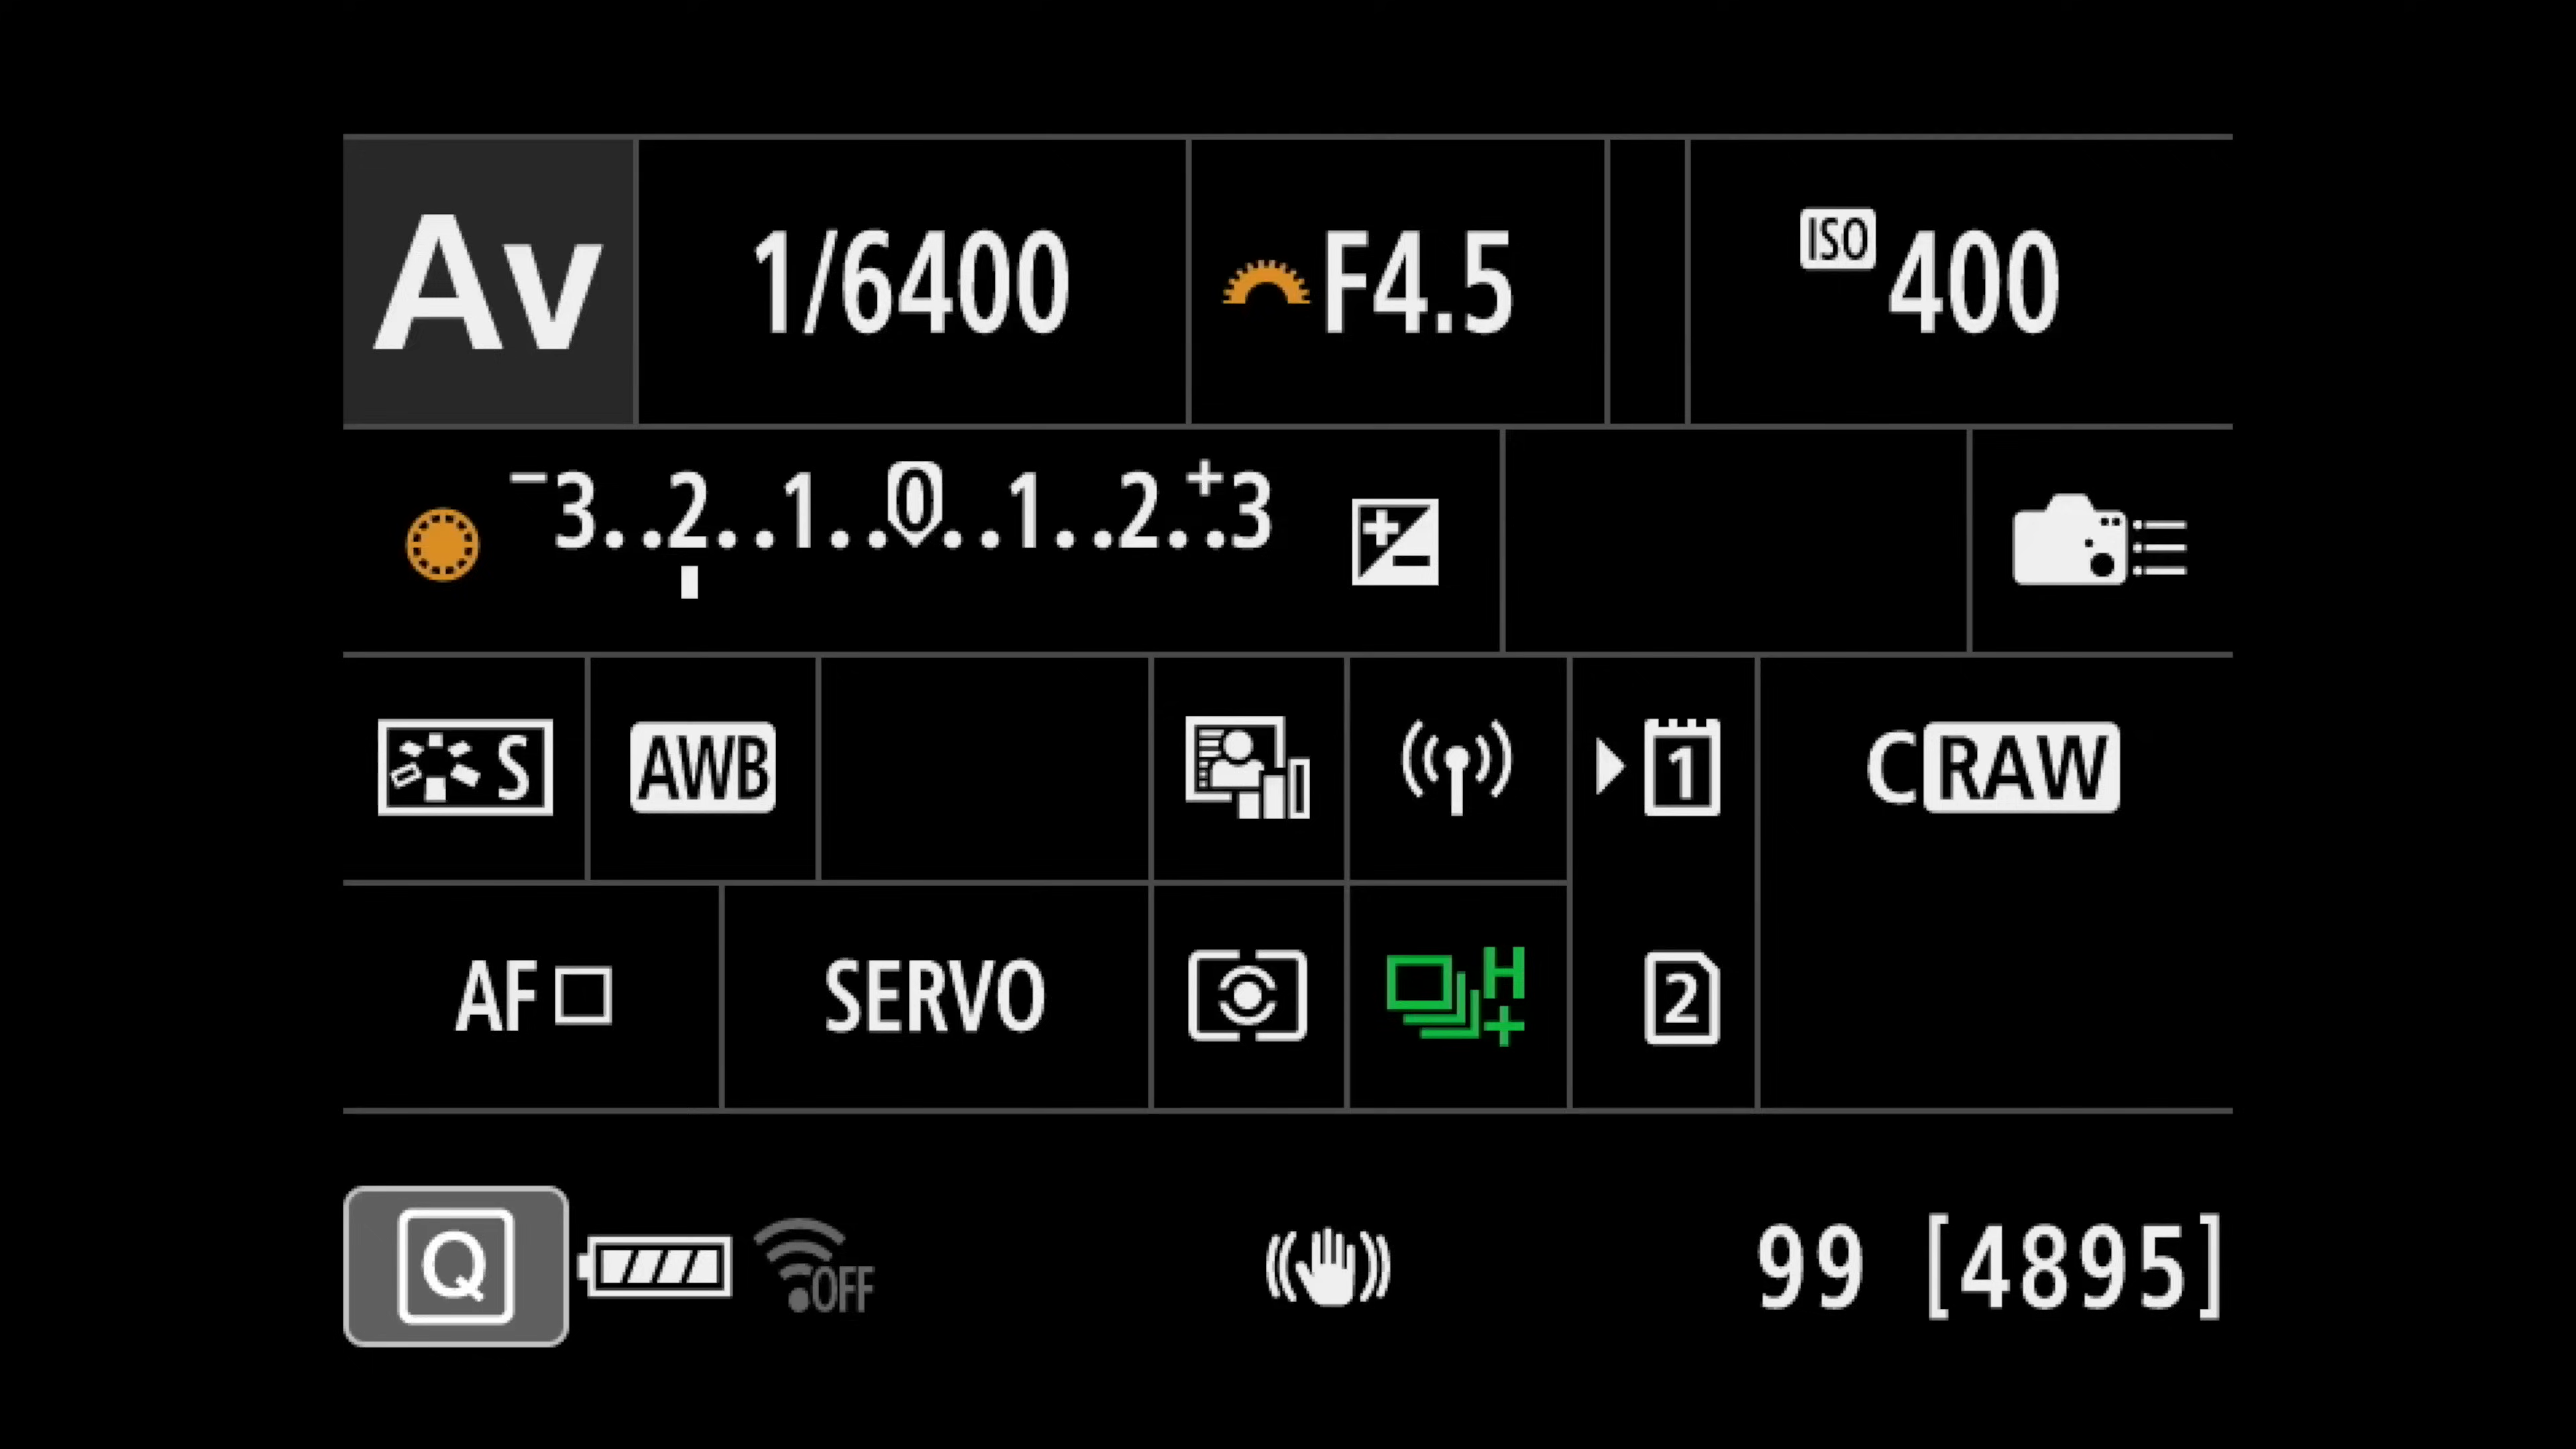 Av 1/6400 F4.5 ISO 400
-3..2..1..0..1..2..+3
S AWB 1 CRAW
AF SERVO H+ 2
Q OFF 99 [4895]